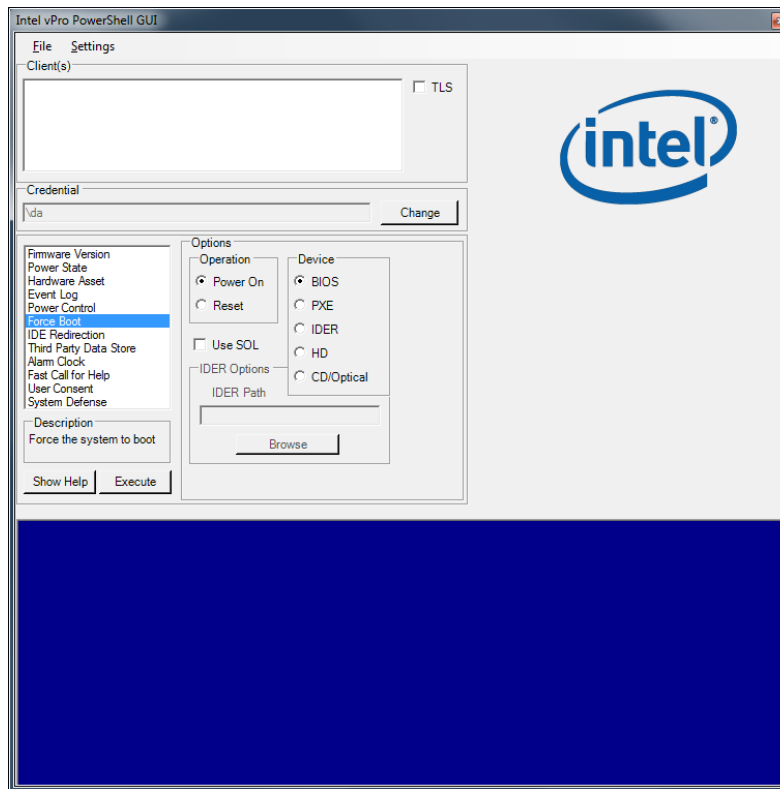 Intel vPro PowerShell GUI
File Settings
Client(s)
TLS
intel®
Credential
\da
Change
Firmware Version
Power State
Hardware Asset
Event Log
Power Control
Force Boot
IDE Redirection
Third Party Data Store
Alarm Clock
Fast Call for Help
User Consent
System Defense
Description
Force the system to boot
Show Help
Execute
Options
Operation
Power On
Reset
Use SOL
Device
BIOS
PXE
IDER
HD
CD/Optical
IDER Options
IDER Path
Browse